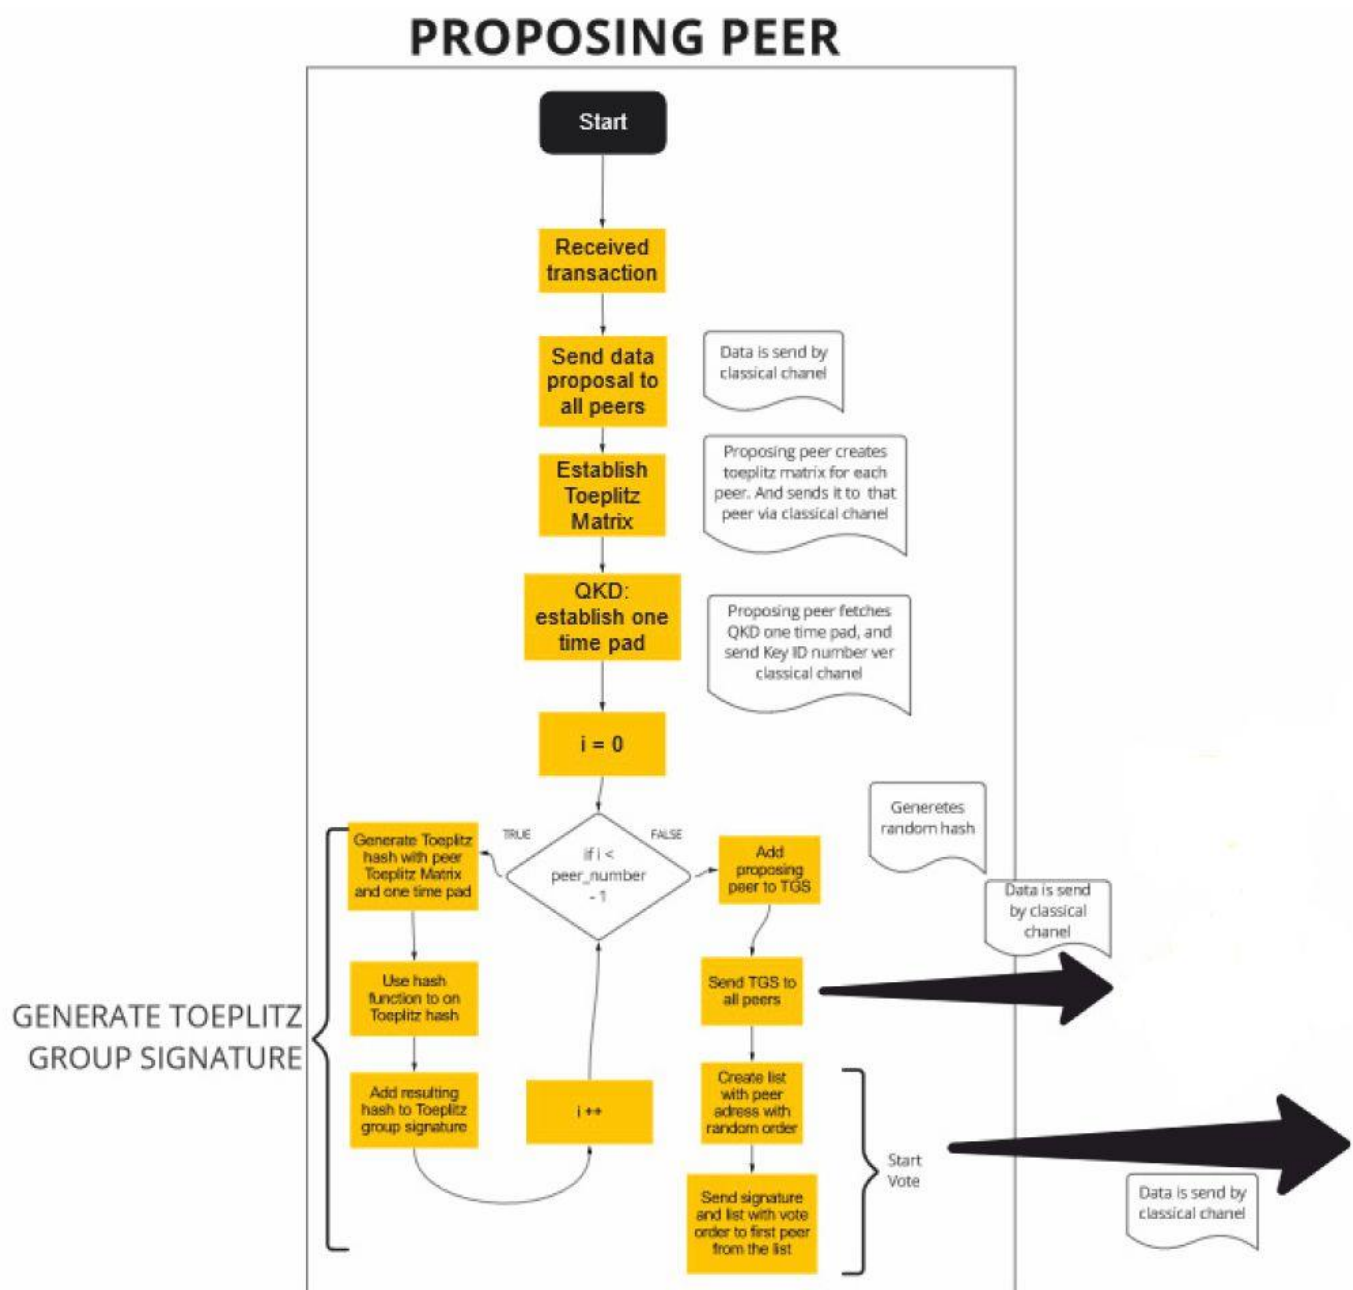 PROPOSING PEER
Start
Received
transaction
Send data
proposal to
all peers
Data is send by
classical chanel
Establish
Toeplitz
Matrix
Proposing peer creates
toeplitz matrix for each
peer. And sends it to that
peer via classical chanel
QKD:
establish one
time pad
Proposing peer fetches
QKD one time pad, and
send Key ID number ver
classical chanel
i = 0
Generetes
random hash
TRUE
FALSE
if i <
peer_number
- 1
Generate Toeplitz
hash with peer
Toeplitz Matrix
and one time pad
Add
proposing
peer to TGS
Data is send
by classical
chanel
Use hash
function to on
Toeplitz hash
Send TGS to
all peers
GENERATE TOEPLITZ
GROUP SIGNATURE
Add resulting
hash to Toeplitz
group signature
i ++
Create list
with peer
adress with
random order
Start
Vote
Send signature
and list with vote
order to first peer
from the list
Data is send by
classical chanel